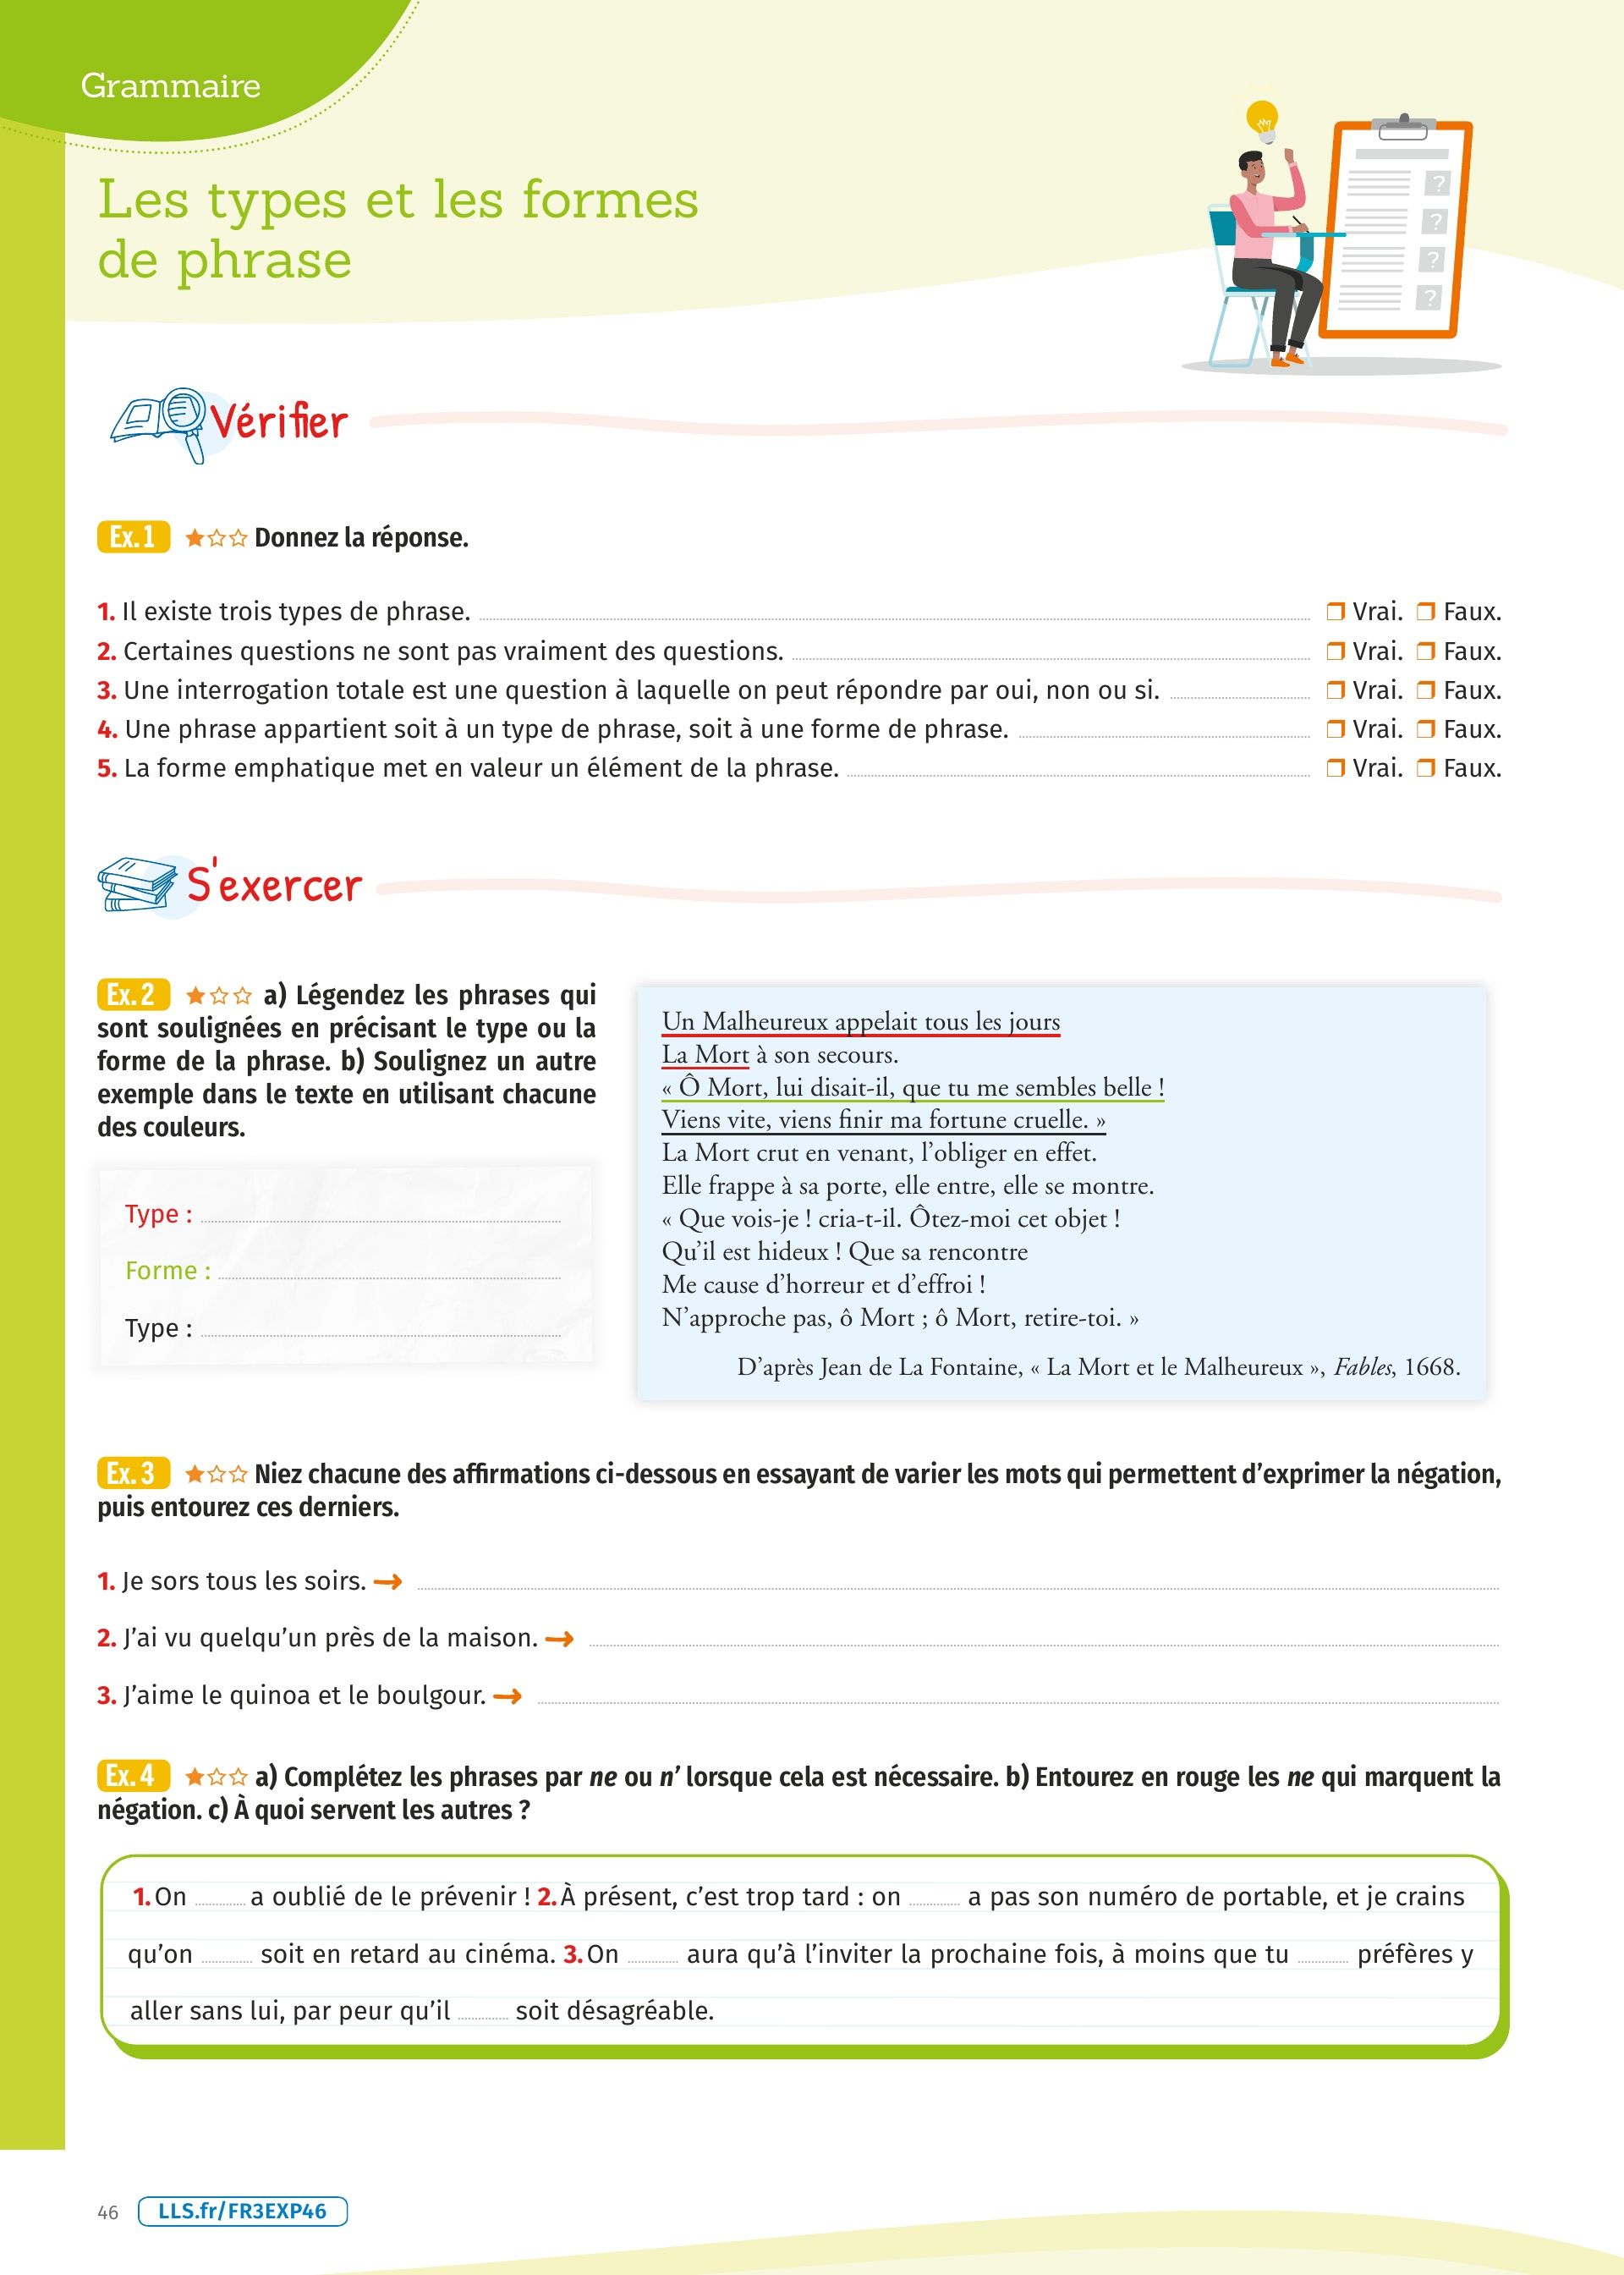 Grammaire
Les types et les formes
de phrase
?
?
?
?
Vérifier
Ex. 1 ★☆☆ Donnez la réponse.
1. Il existe trois types de phrase. ❒ Vrai. ❒ Faux.
2. Certaines questions ne sont pas vraiment des questions. ❒ Vrai. ❒ Faux.
3. Une interrogation totale est une question à laquelle on peut répondre par oui, non ou si. ❒ Vrai. ❒ Faux.
4. Une phrase appartient soit à un type de phrase, soit à une forme de phrase. ❒ Vrai. ❒ Faux.
5. La forme emphatique met en valeur un élément de la phrase. ❒ Vrai. ❒ Faux.
S'exercer
Ex. 2 ★☆☆ a) Légendez les phrases qui
sont soulignées en précisant le type ou la
forme de la phrase. b) Soulignez un autre
exemple dans le texte en utilisant chacune
des couleurs.
Type :
Forme :
Type :
Un Malheureux appelait tous les jours
La Mort à son secours.
« Ô Mort, lui disait-il, que tu me sembles belle !
Viens vite, viens finir ma fortune cruelle. »
La Mort crut en venant, l'obliger en effet.
Elle frappe à sa porte, elle entre, elle se montre.
« Que vois-je ! cria-t-il. Ôtez-moi cet objet !
Qu'il est hideux ! Que sa rencontre
Me cause d'horreur et d'effroi !
N'approche pas, ô Mort ; ô Mort, retire-toi. »
D'après Jean de La Fontaine, « La Mort et le Malheureux », Fables, 1668.
Ex. 3 ★☆☆ Niez chacune des affirmations ci-dessous en essayant de varier les mots qui permettent d'exprimer la négation,
puis entourez ces derniers.
1. Je sors tous les soirs. →
2. J'ai vu quelqu'un près de la maison. →
3. J'aime le quinoa et le boulgour. →
Ex. 4 ★☆☆ a) Complétez les phrases par ne ou n' lorsque cela est nécessaire. b) Entourez en rouge les ne qui marquent la
négation. c) À quoi servent les autres ?
1. On ........ a oublié de le prévenir ! 2. À présent, c'est trop tard : on ........ a pas son numéro de portable, et je crains
qu'on ........ soit en retard au cinéma. 3. On ........ aura qu'à l'inviter la prochaine fois, à moins que tu ........ préfères y
aller sans lui, par peur qu'il ........ soit désagréable.
46 LLS.fr/FR3EXP46